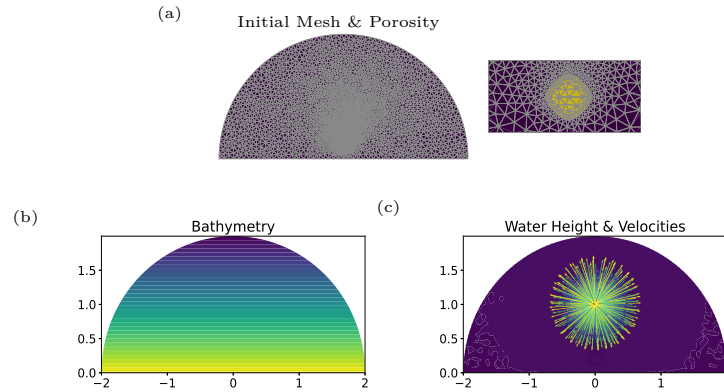 (a)
Initial Mesh & Porosity
(b)
(c)
Bathymetry
Water Height & Velocities
1.5
1.0
0.5
0.0
−2 −1 0 1 2
1.5
1.0
0.5
0.0
−2 −1 0 1